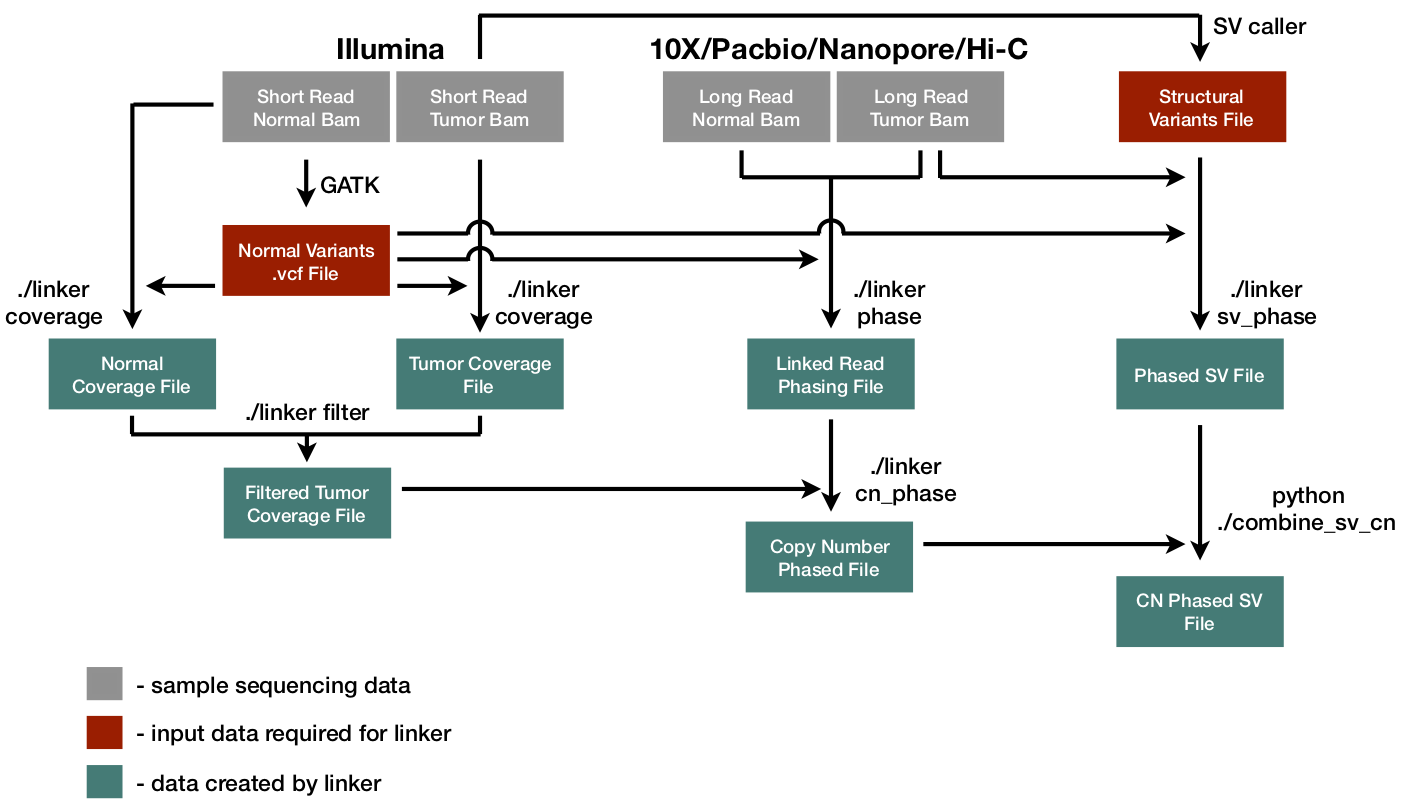 SV caller
Illumina
10X/Pacbio/Nanopore/Hi-C
Short Read
Normal Bam
Short Read
Tumor Bam
Long Read
Normal Bam
Long Read
Tumor Bam
Structural
Variants File
GATK
Normal Variants
.vcf File
./linker
coverage
./linker
coverage
./linker
phase
./linker
sv_phase
Normal
Coverage File
Tumor Coverage
File
Linked Read
Phasing File
Phased SV File
./linker filter
./linker
cn_phase
Filtered Tumor
Coverage File
python
./combine_sv_cn
Copy Number
Phased File
CN Phased SV
File
- sample sequencing data
- input data required for linker
- data created by linker